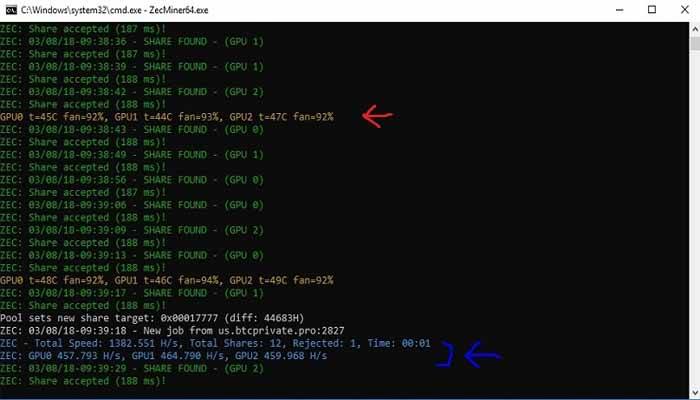 C:\Windows\system32\cmd.exe - ZecMiner64.exe
ZEC: Share accepted (187 ms)!
ZEC: 03/08/18-09:38:36 - SHARE FOUND - (GPU 1)
ZEC: Share accepted (188 ms)!
ZEC: 03/08/18-09:38:39 - SHARE FOUND - (GPU 1)
ZEC: Share accepted (188 ms)!
ZEC: 03/08/18-09:38:42 - SHARE FOUND - (GPU 2)
ZEC: Share accepted (188 ms)!
GPU0 t=45C fan=92%, GPU1 t=44C fan=93%, GPU2 t=47C fan=92%
ZEC: 03/08/18-09:38:43 - SHARE FOUND - (GPU 0)
ZEC: Share accepted (188 ms)!
ZEC: 03/08/18-09:38:49 - SHARE FOUND - (GPU 1)
ZEC: Share accepted (188 ms)!
ZEC: 03/08/18-09:38:56 - SHARE FOUND - (GPU 0)
ZEC: Share accepted (187 ms)!
ZEC: 03/08/18-09:39:06 - SHARE FOUND - (GPU 0)
ZEC: Share accepted (188 ms)!
ZEC: 03/08/18-09:39:09 - SHARE FOUND - (GPU 2)
ZEC: Share accepted (188 ms)!
ZEC: 03/08/18-09:39:13 - SHARE FOUND - (GPU 0)
ZEC: Share accepted (188 ms)!
GPU0 t=48C fan=92%, GPU1 t=46C fan=94%, GPU2 t=49C fan=92%
ZEC: 03/08/18-09:39:17 - SHARE FOUND - (GPU 1)
ZEC: Share accepted (188 ms)!
Pool sets new share target: 0x00017777 (diff: 44683H)
ZEC: 03/08/18-09:39:18 - New job from us.btcprivate.pro:2827
ZEC - Total Speed: 1382.551 H/s, Total Shares: 12, Rejected: 1, Time: 00:01
ZEC: GPU0 457.793 H/s, GPU1 464.790 H/s, GPU2 459.968 H/s
ZEC: 03/08/18-09:39:29 - SHARE FOUND - (GPU 2)
ZEC: Share accepted (188 ms)!